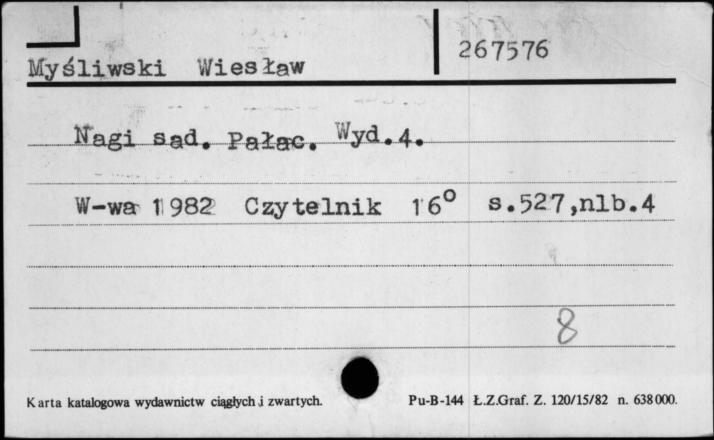 Myśliwski Wiesław 267576
Nagi sad. Pałac. Wyd.4.
W-wa 1982 Czytelnik 16° s.527,nlb.4
8
Karta katalogowa wydawnictw ciągłych i zwartych. Pu-B-144 Ł.Z.Graf. Z. 120/15/82 n. 638000.